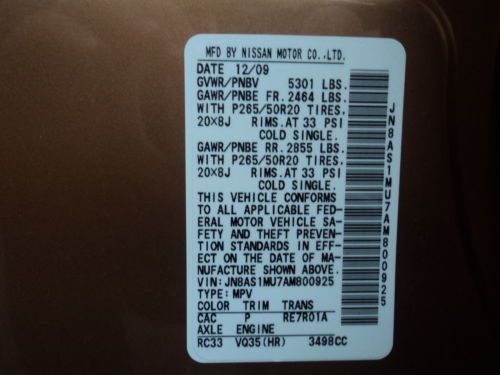 MFD BY NISSAN MOTOR CO.,LTD.
DATE 12/09
GVWR/PNBV 5301 LBS.
GAWR/PNBE FR. 2464 LBS.
WITH P265/50R20 TIRES.
20×8J RIMS.AT 33 PSI
COLD SINGLE.
GAWR/PNBE RR. 2855 LBS.
WITH P265/50R20 TIRES.
20×8J RIMS.AT 33 PSI
COLD SINGLE.
THIS VEHICLE CONFORMS
TO ALL APPLICABLE FED-
ERAL MOTOR VEHICLE SA-
FETY AND THEFT PREVEN-
TION STANDARDS IN EFF-
ECT ON THE DATE OF MA-
NUFACTURE SHOWN ABOVE.
VIN:JN8AS1MU7AM800925
TYPE:MPV
COLOR TRIM TRANS
CAC P RE7R01A
AXLE ENGINE
RC33 VQ35(HR) 3498CC
JN8AS1MU7AM800925